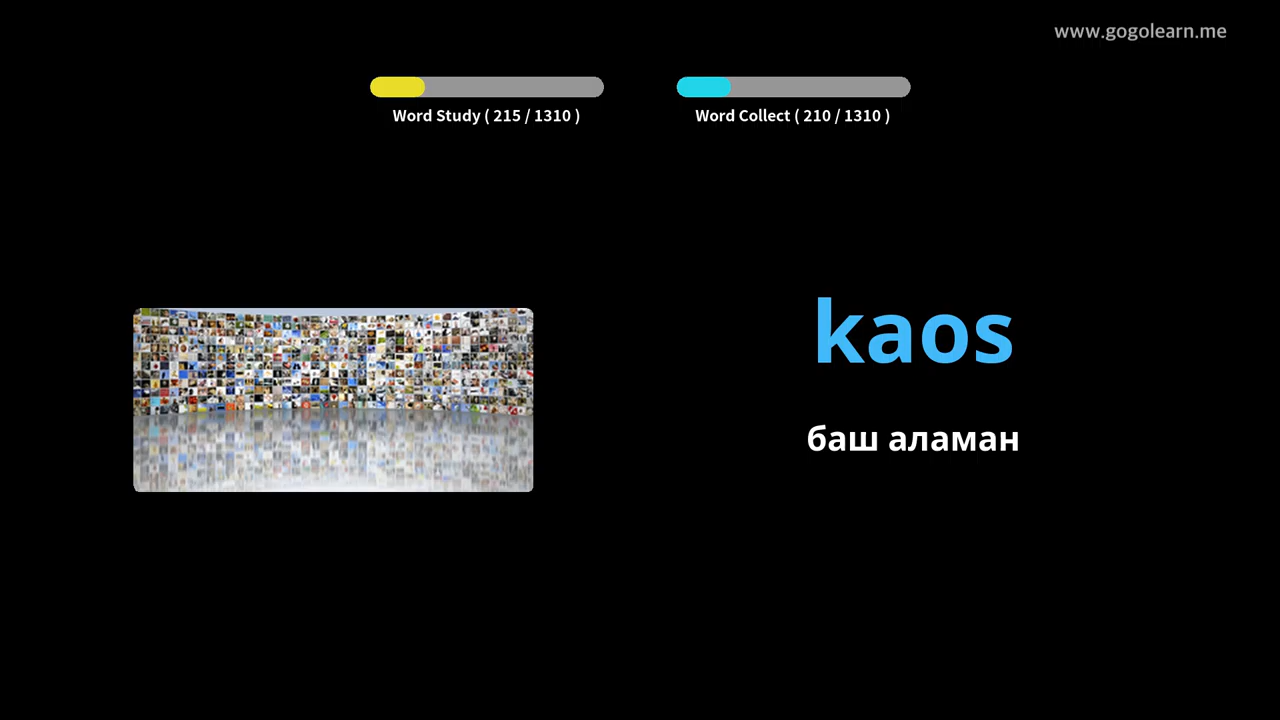 www.gogolearn.me
Word Study ( 215 / 1310 )
Word Collect ( 210 / 1310 )
kaos
баш аламан